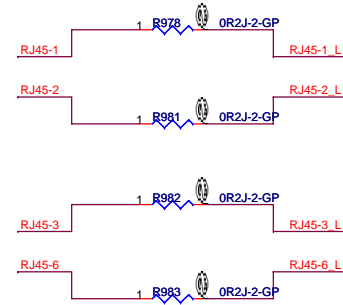 1 R978 0R2J-2-GP
RJ45-1 RJ45-1_L
RJ45-2 RJ45-2_L
1 R981 0R2J-2-GP
1 R982 0R2J-2-GP
RJ45-3 RJ45-3_L
RJ45-6 RJ45-6_L
1 R983 0R2J-2-GP